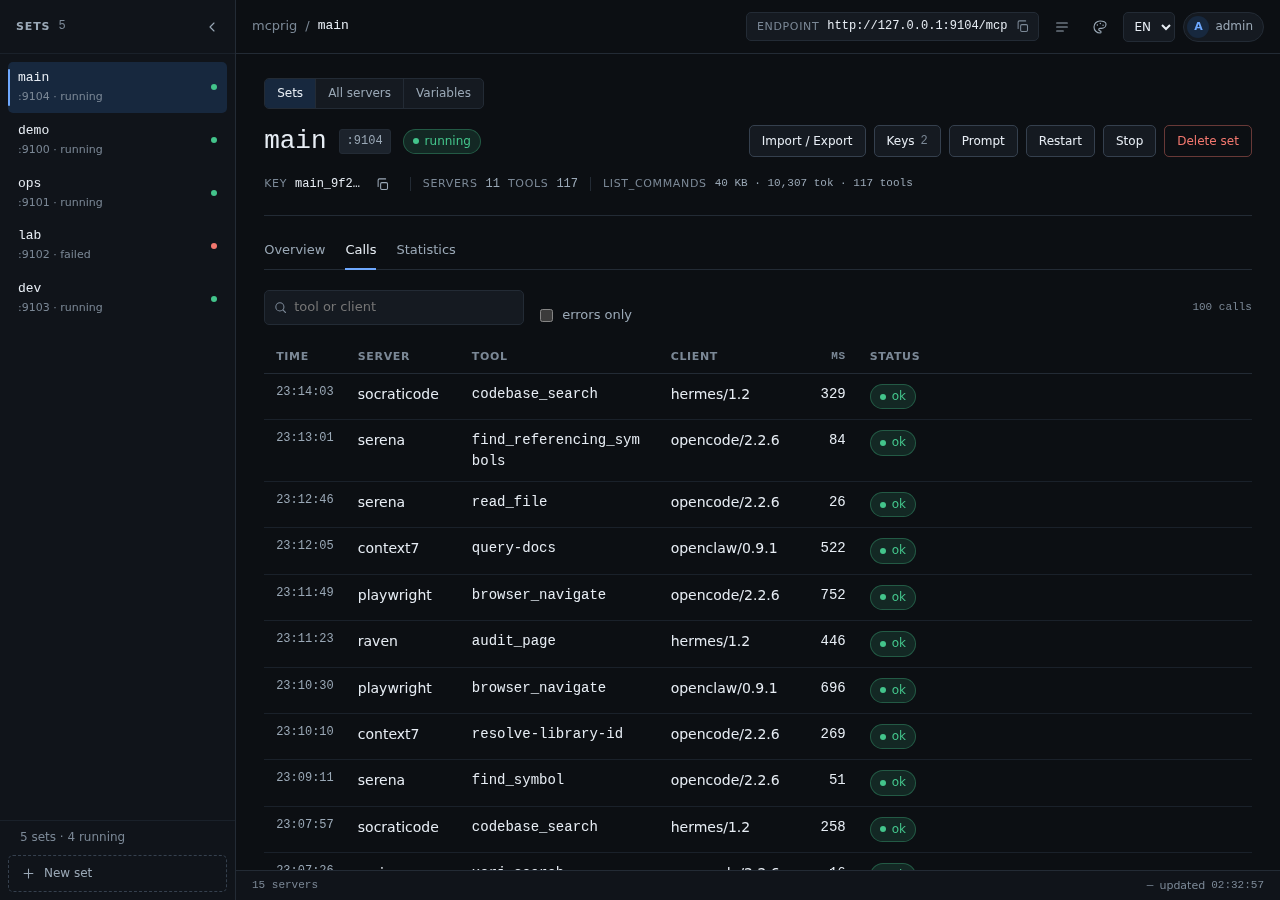 SETS 5
mcprig / main
ENDPOINT http://127.0.0.1:9104/mcp
EN
A admin
main
:9104 · running
demo
:9100 · running
ops
:9101 · running
lab
:9102 · failed
dev
:9103 · running
5 sets · 4 running
New set
Sets All servers Variables
main :9104 running
Import / Export Keys 2 Prompt Restart Stop Delete set
KEY main_9f2… SERVERS 11 TOOLS 117 LIST_COMMANDS 40 KB · 10,307 tok · 117 tools
Overview Calls Statistics
tool or client errors only 100 calls
TIME SERVER TOOL CLIENT MS STATUS
23:14:03 socraticode codebase_search hermes/1.2 329 ok
23:13:01 serena find_referencing_sym opencode/2.2.6 84 ok
bols
23:12:46 serena read_file opencode/2.2.6 26 ok
23:12:05 context7 query-docs openclaw/0.9.1 522 ok
23:11:49 playwright browser_navigate opencode/2.2.6 752 ok
23:11:23 raven audit_page hermes/1.2 446 ok
23:10:30 playwright browser_navigate openclaw/0.9.1 696 ok
23:10:10 context7 resolve-library-id opencode/2.2.6 269 ok
23:09:11 serena find_symbol opencode/2.2.6 51 ok
23:07:57 socraticode codebase_search hermes/1.2 258 ok
15 servers
— updated 02:32:57